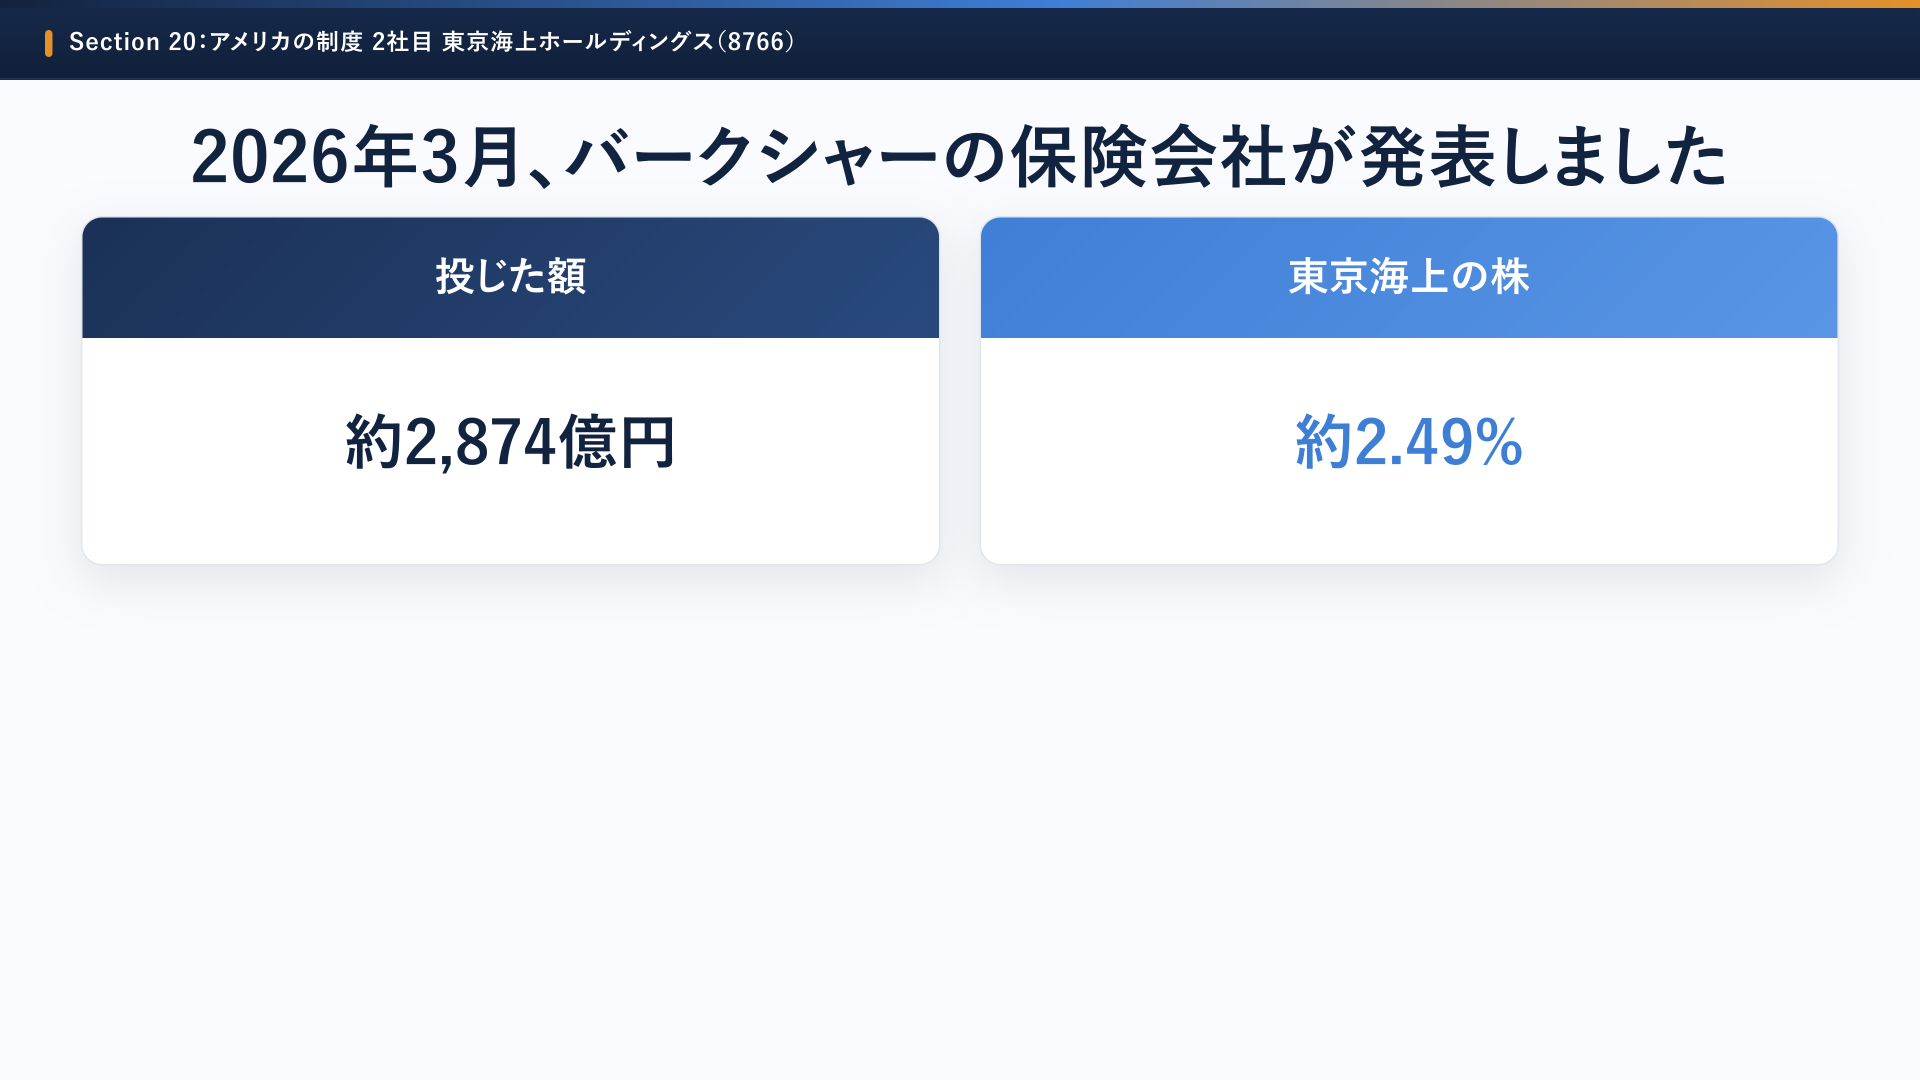 Section 20：アメリカの制度 2社目 東京海上ホールディングス（8766）
2026年3月、バークシャーの保険会社が発表しました
投じた額
約2,874億円
東京海上の株
約2.49%